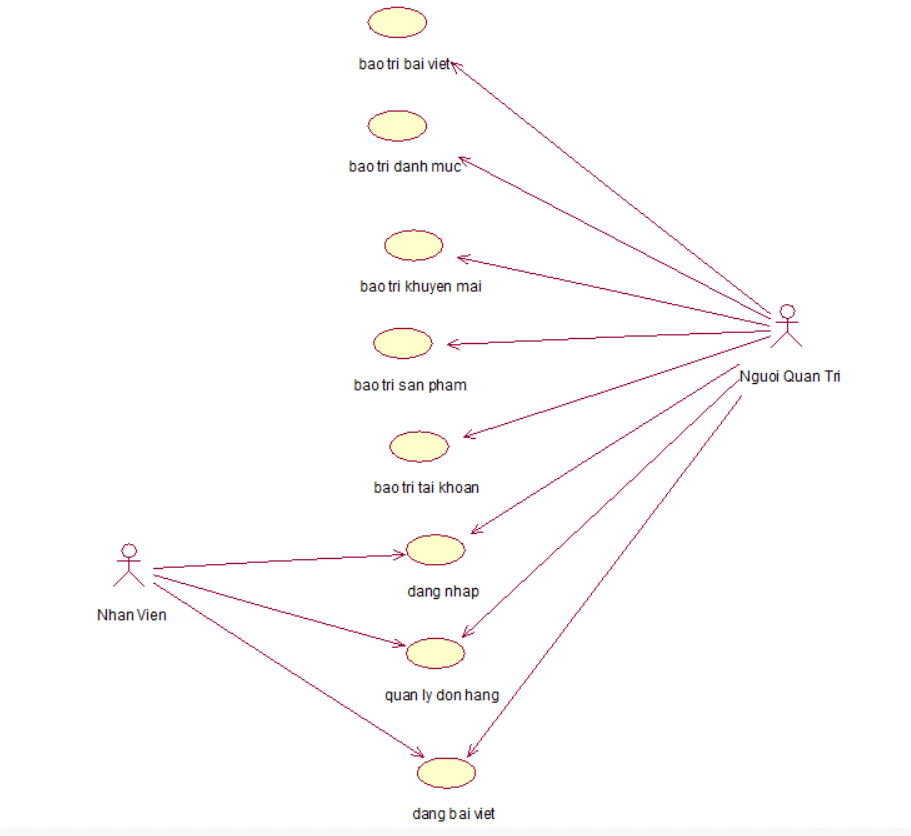 bao tri bai viet
bao tri danh muc
bao tri khuyen mai
bao tri san pham
Nguoi Quan Tri
bao tri tai khoan
dang nhap
Nhan Vien
quan ly don hang
dang bai viet